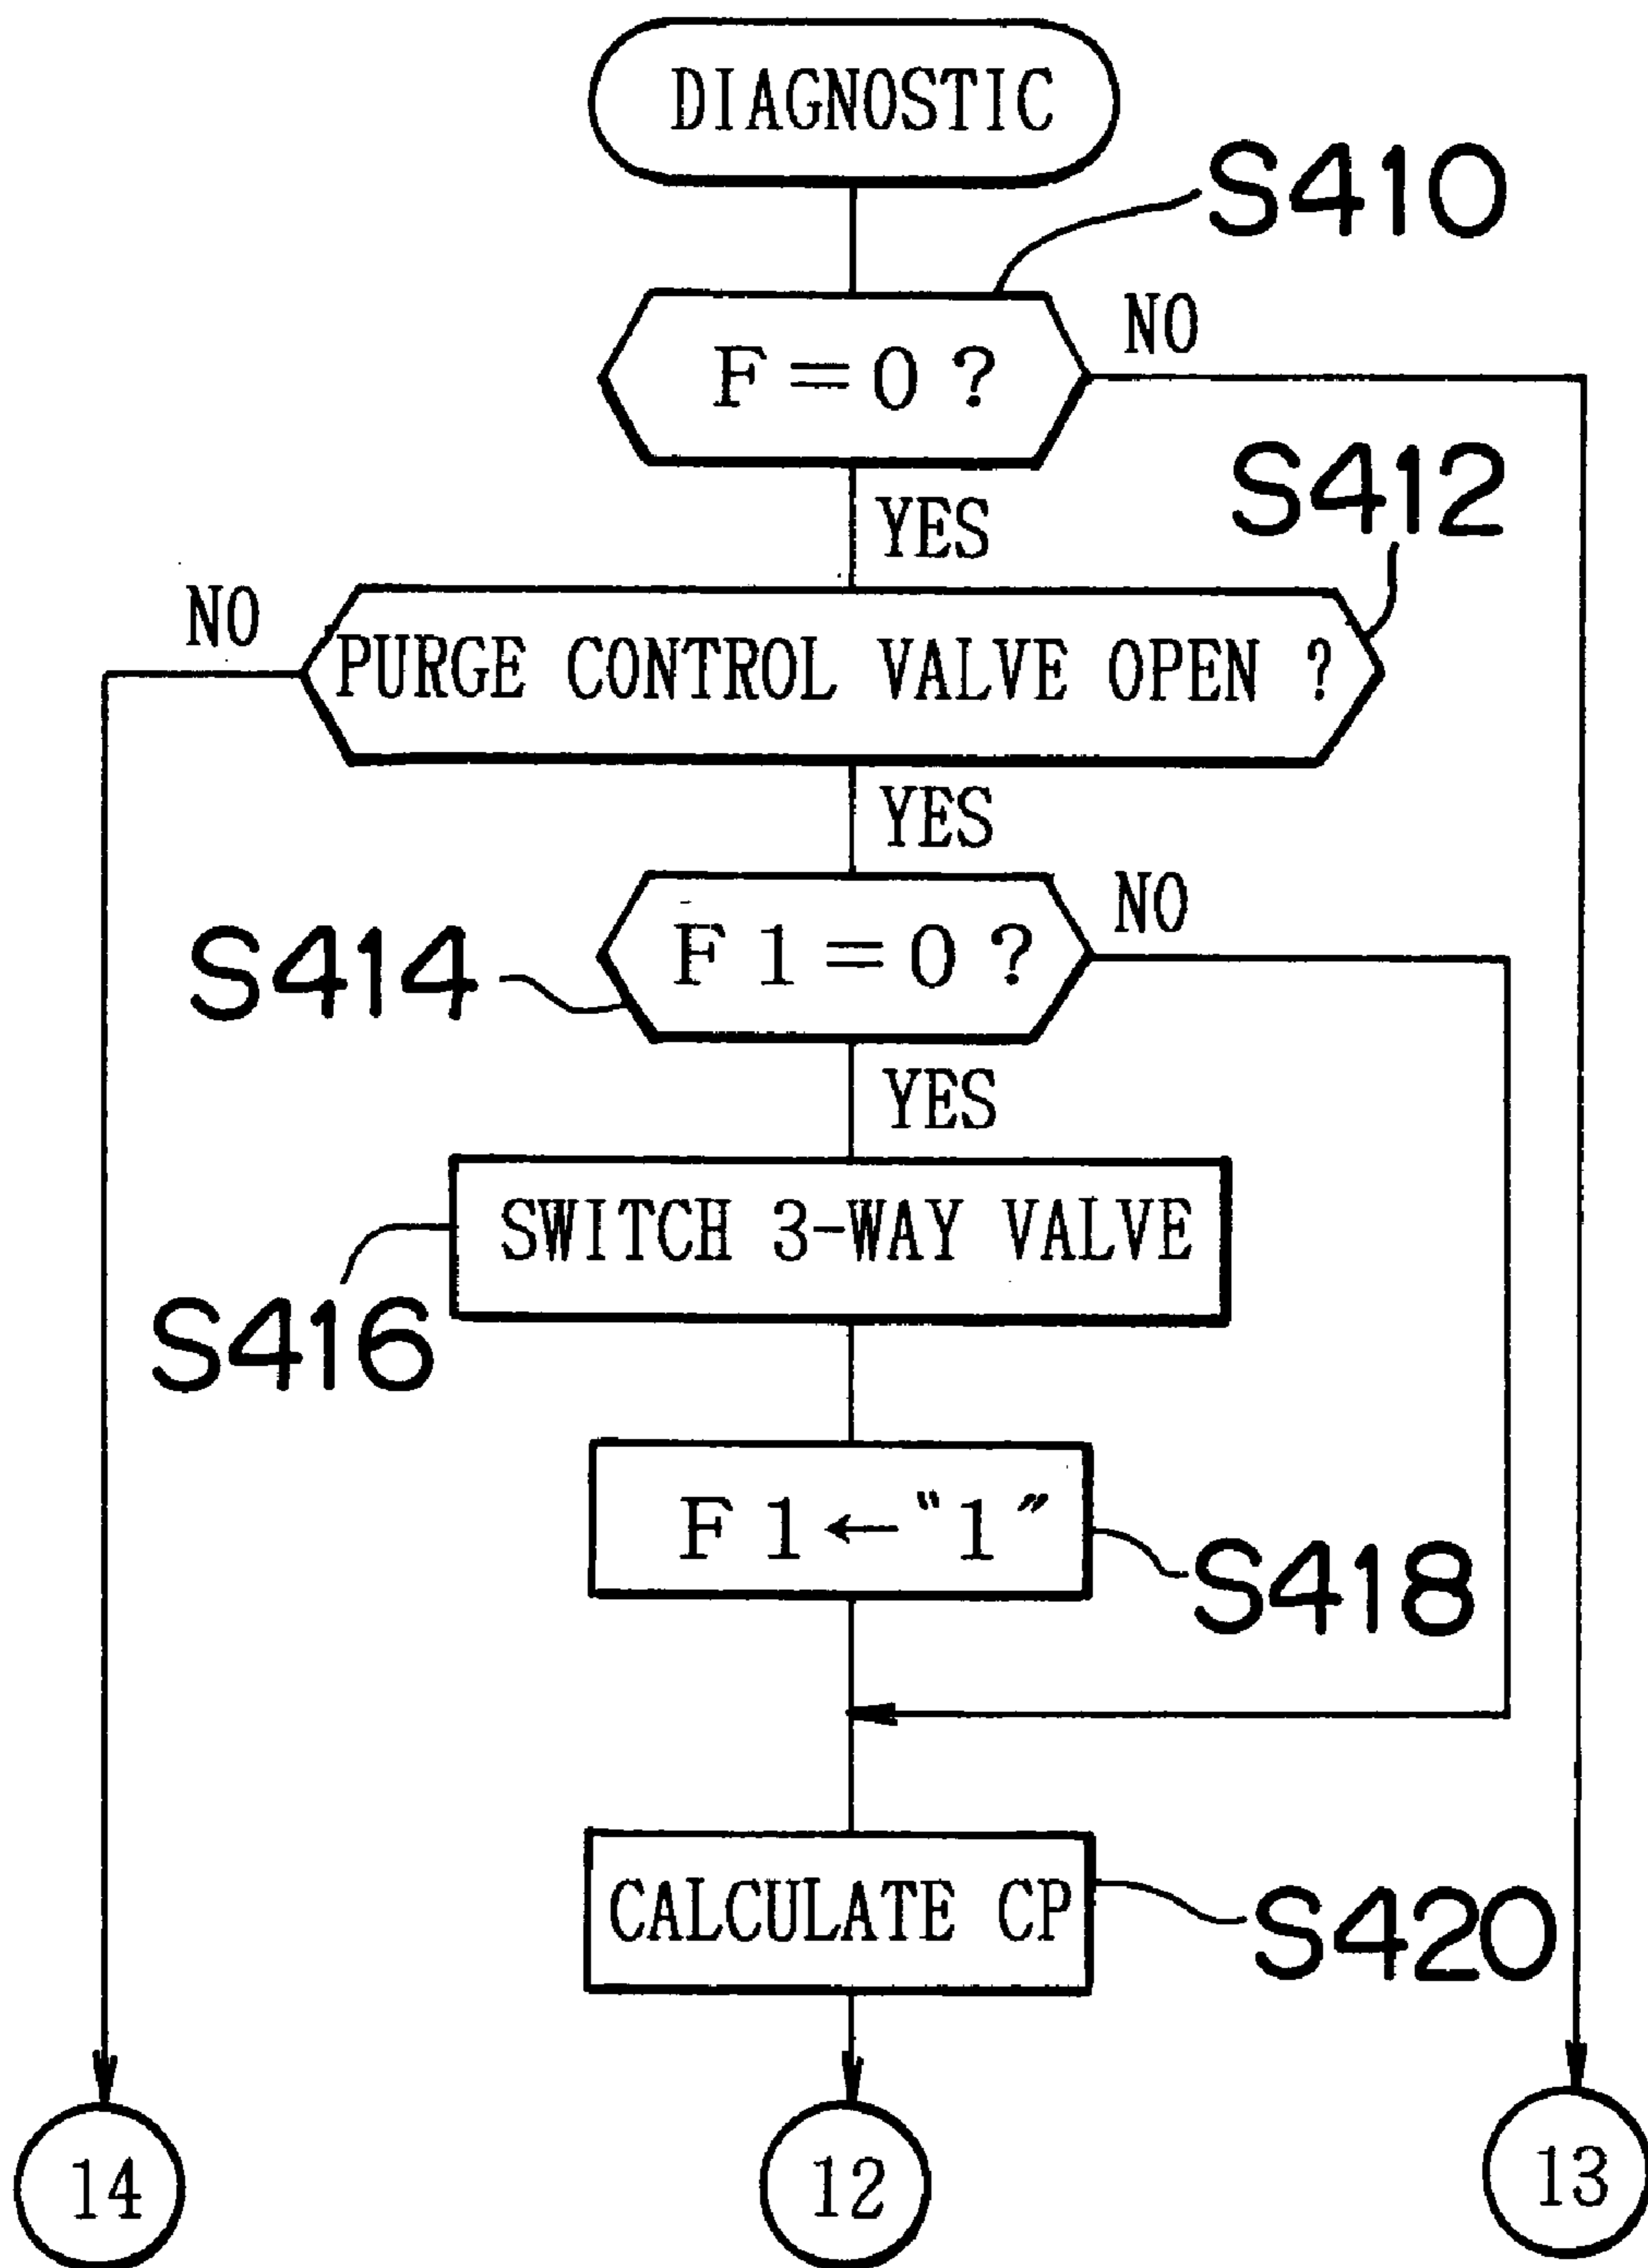 DIAGNOSTIC
S410
F=0?
NO
YES
S412
NO
PURGE CONTROL VALVE OPEN ?
YES
S414
F1=0?
NO
YES
SWITCH 3-WAY VALVE
S416
F1←“1”
S418
CALCULATE CP
S420
14
12
13